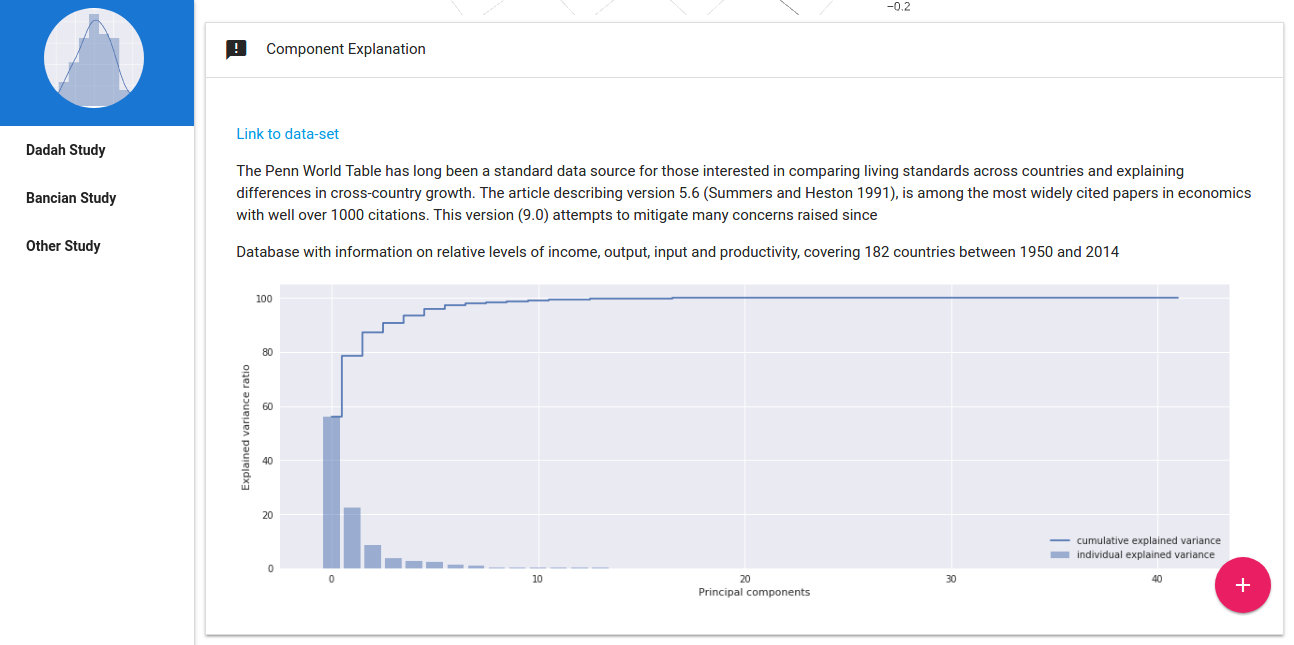 −0.2
Component Explanation
Dadah Study
Bancian Study
Other Study
Link to data-set
The Penn World Table has long been a standard data source for those interested in comparing living standards across countries and explaining
differences in cross-country growth. The article describing version 5.6 (Summers and Heston 1991), is among the most widely cited papers in economics
with well over 1000 citations. This version (9.0) attempts to mitigate many concerns raised since
Database with information on relative levels of income, output, input and productivity, covering 182 countries between 1950 and 2014
Explained variance ratio
100
80
60
40
20
0
cumulative explained variance
individual explained variance
0 10 20 30 40
Principal components